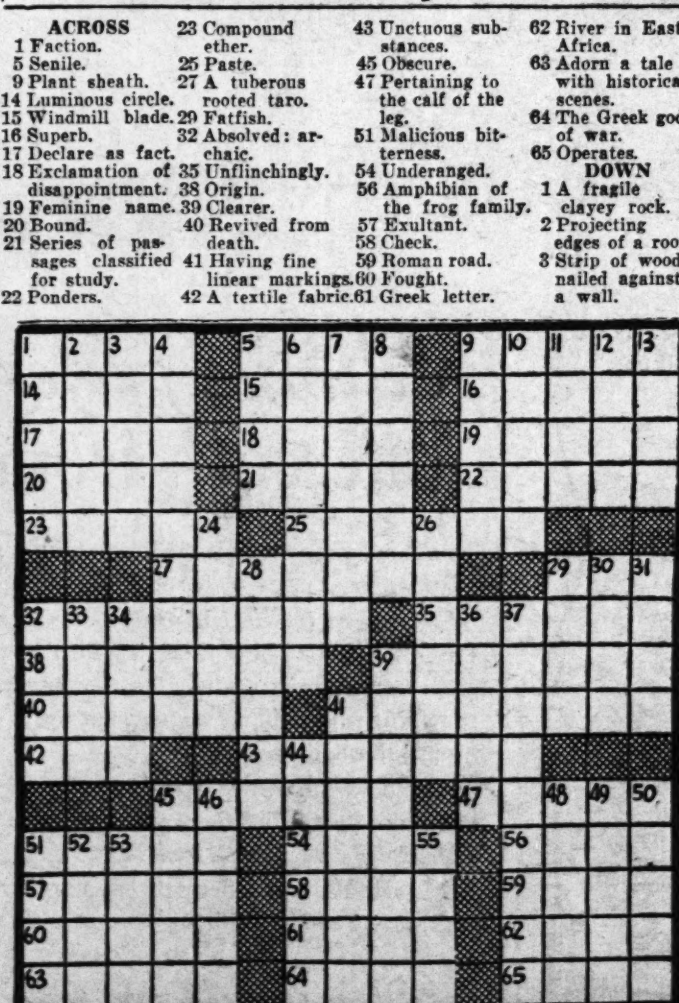 ACROSS
1 Faction.
5 Senile.
9 Plant sheath.
14 Luminous circle.
15 Windmill blade.
16 Superb.
17 Declare as fact.
18 Exclamation of
disappointment.
19 Feminine name.
20 Bound.
21 Series of pas-
sages classified
for study.
22 Ponders.
23 Compound
ether.
25 Paste.
27 A tuberous
rooted taro.
29 Fatfish.
32 Absolved: ar-
chaic.
35 Unflinchingly.
38 Origin.
39 Clearer.
40 Revived from
death.
41 Having fine
linear markings.
42 A textile fabric.
43 Unctuous sub-
stances.
45 Obscure.
47 Pertaining to
the calf of the
leg.
51 Malicious bit-
terness.
54 Underanged.
56 Amphibian of
the frog family.
57 Exultant.
58 Check.
59 Roman road.
60 Fought.
61 Greek letter.
62 River in East
Africa.
63 Adorn a tale
with historica
scenes.
64 The Greek god
of war.
65 Operates.
DOWN
1 A fragile
clayey rock.
2 Projecting
edges of a roo
3 Strip of wood
nailed against
a wall.
1 2 3 4 5 6 7 8 9 10 11 12 13
14 15 16
17 18 19
20 21 22
23 24 25 26
27 28 29 30 31
32 33 34 35 36 37
38 39
40 41
42 43 44
45 46 47 48 49 50
51 52 53 54 55 56
57 58 59
60 61 62
63 64 65